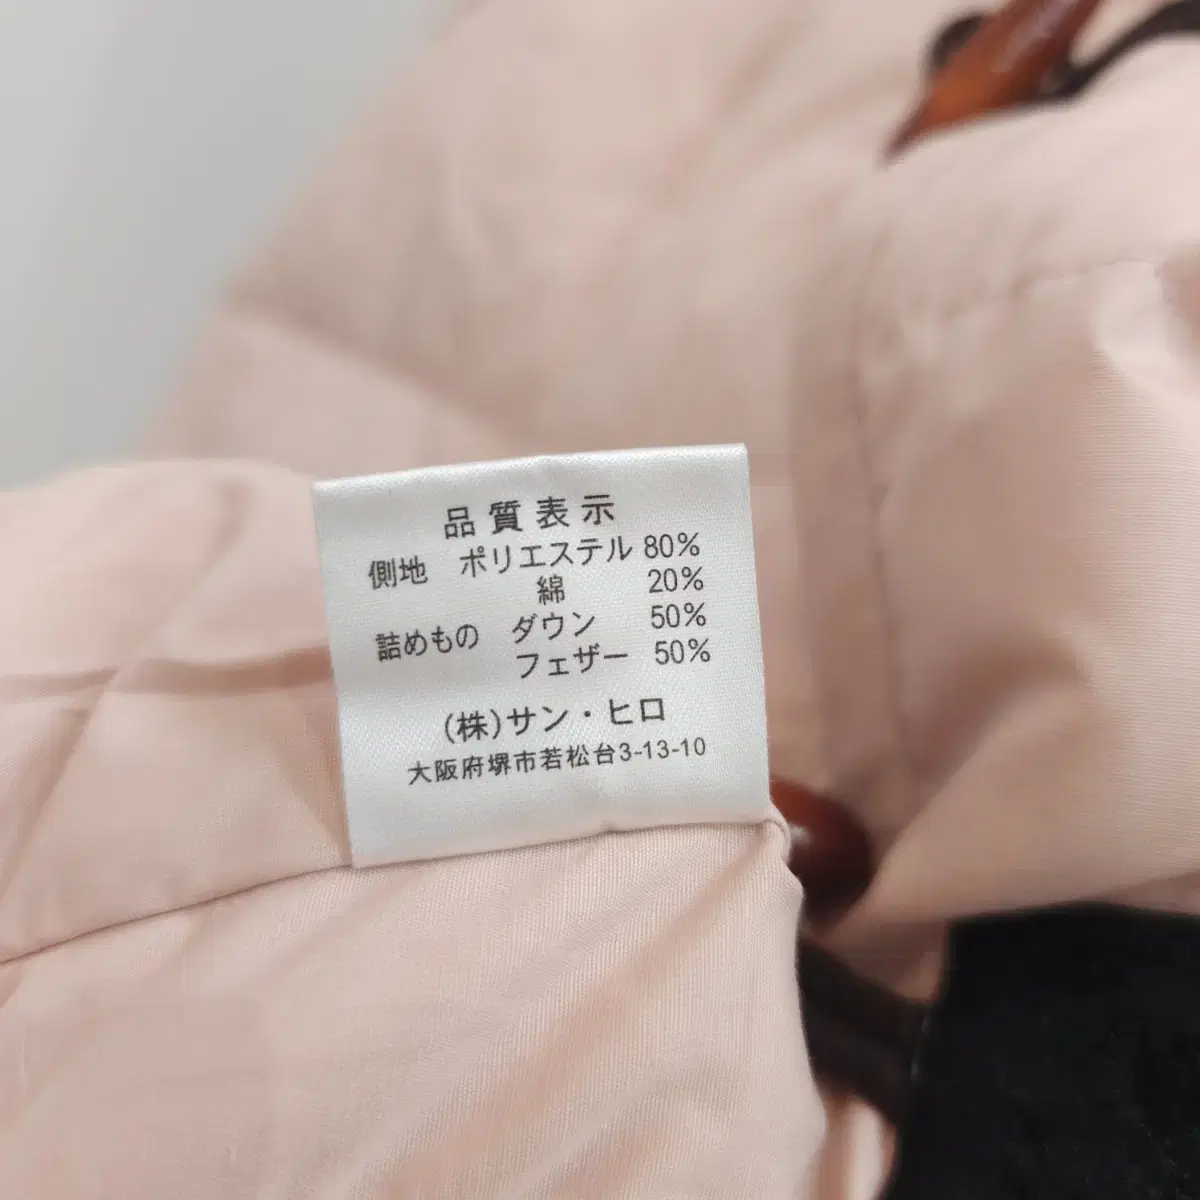 品質表示
側地 ポリエステル 80%
綿 20%
詰めもの ダウン 50%
フェザー 50%
(株)サン・ヒロ
大阪府堺市若松台3-13-10